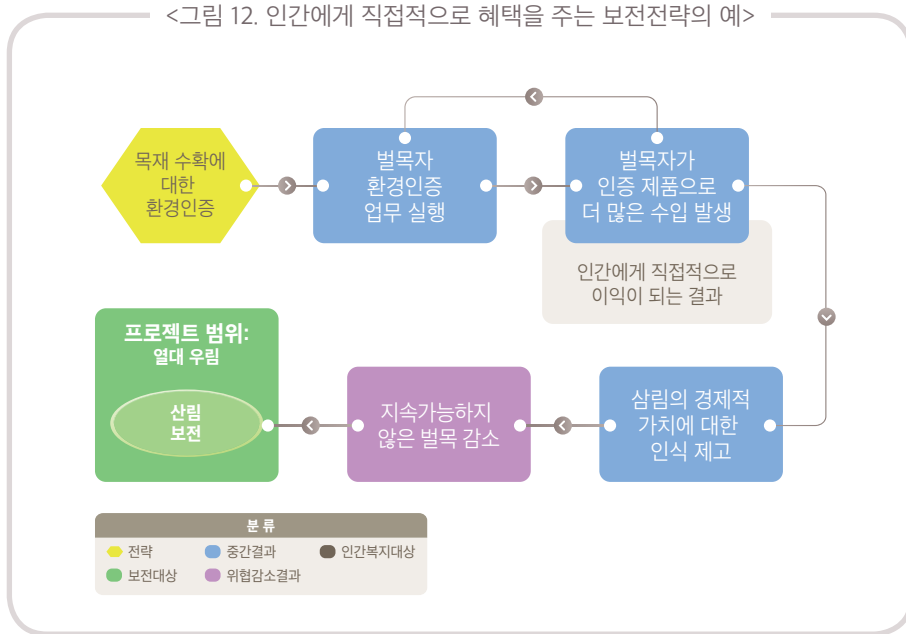 <그림 12. 인간에게 직접적으로 혜택을 주는 보전전략의 예>
목재 수확에
대한
환경인증
벌목자
환경인증
업무 실행
벌목자가
인증 제품으로
더 많은 수입 발생
인간에게 직접적으로
이익이 되는 결과
프로젝트 범위:
열대 우림
산림
보전
지속가능하지
않은 벌목 감소
삼림의 경제적
가치에 대한
인식 제고
분 류
전략
중간결과
인간복지대상
보전대상
위협감소결과